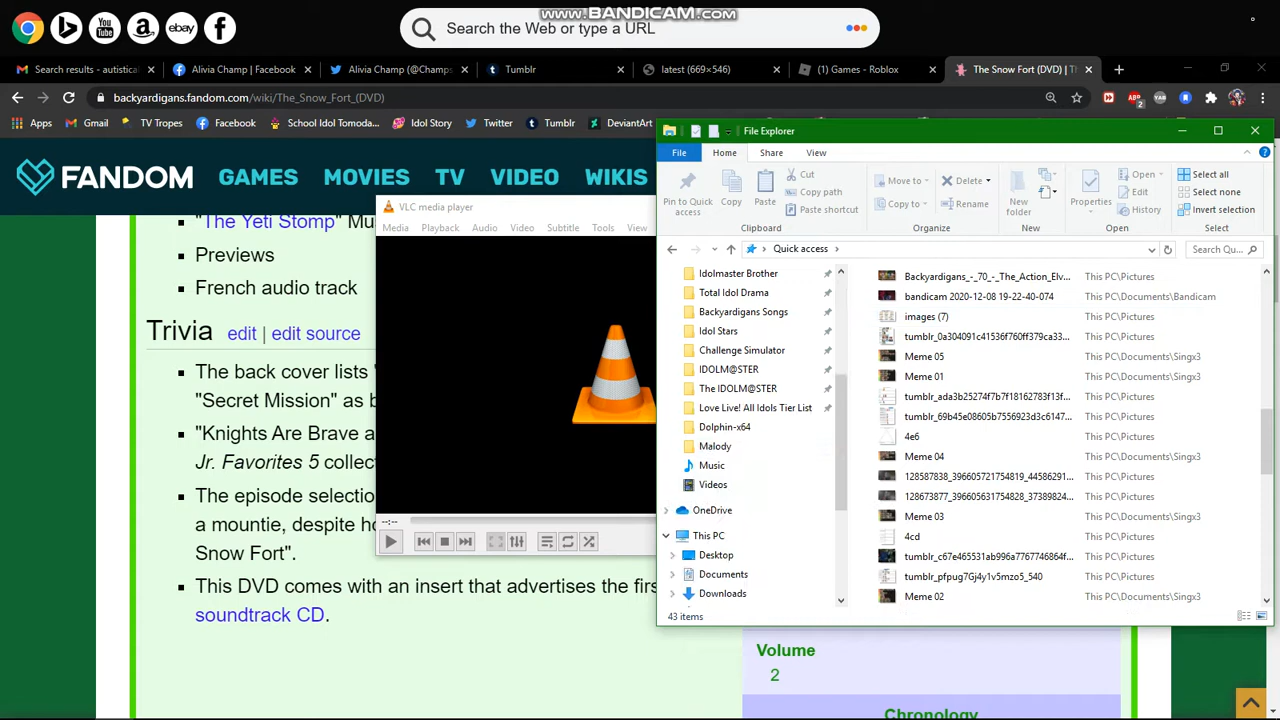 www.BANDICAM.com
Search the Web or type a URL
Search results - autistica
Alivia Champ | Facebook
Alivia Champ (@Champs
Tumblr
latest (669×546)
(1) Games - Roblox
The Snow Fort (DVD) | Th
backyardigans.fandom.com/wiki/The_Snow_Fort_(DVD)
Apps
Gmail
TV Tropes
Facebook
School Idol Tomoda...
Idol Story
Twitter
Tumblr
DeviantArt
FANDOM
GAMES
MOVIES
TV
VIDEO
WIKIS
"The Yeti Stomp" Mu
Previews
French audio track
Trivia edit | edit source
The back cover lists "
"Secret Mission" as b
"Knights Are Brave a
Jr. Favorites 5 collect
The episode selectio
a mountie, despite ho
Snow Fort".
This DVD comes with an insert that advertises the firs
soundtrack CD.
VLC media player
Media Playback Audio Video Subtitle Tools View
--:--
File Explorer
File Home Share View
Pin to Quick access
Copy
Paste
Cut
Copy path
Paste shortcut
Clipboard
Move to
Copy to
Delete
Rename
Organize
New folder
New
Properties
Open
Edit
History
Open
Select all
Select none
Invert selection
Select
Quick access
Search Qu...
Idolmaster Brother
Total Idol Drama
Backyardigans Songs
Idol Stars
Challenge Simulator
IDOLM@STER
The IDOLM@STER
Love Live! All Idols Tier List
Dolphin-x64
Malody
Music
Videos
OneDrive
This PC
Desktop
Documents
Downloads
Backyardigans_-_70_-_The_Action_Elv... This PC\Pictures
bandicam 2020-12-08 19-22-40-074 This PC\Documents\Bandicam
images (7) This PC\Pictures
tumblr_0a304091c41536f760ff379ca33... This PC\Pictures
Meme 05 This PC\Documents\Singx3
Meme 01 This PC\Documents\Singx3
tumblr_ada3b25274f7b7f18162783f13f... This PC\Pictures
tumblr_69b45e08605b7556923d3c6147... This PC\Pictures
4e6 This PC\Pictures
Meme 04 This PC\Documents\Singx3
128587838_396605721754819_44586291... This PC\Pictures
128673877_396605631754828_37389824... This PC\Pictures
Meme 03 This PC\Documents\Singx3
4cd This PC\Pictures
tumblr_c67e465531ab996a7767746864f... This PC\Pictures
tumblr_pfpug7Gj4y1v5mzo5_540 This PC\Pictures
Meme 02 This PC\Documents\Singx3
43 items
Volume
2
Chronology